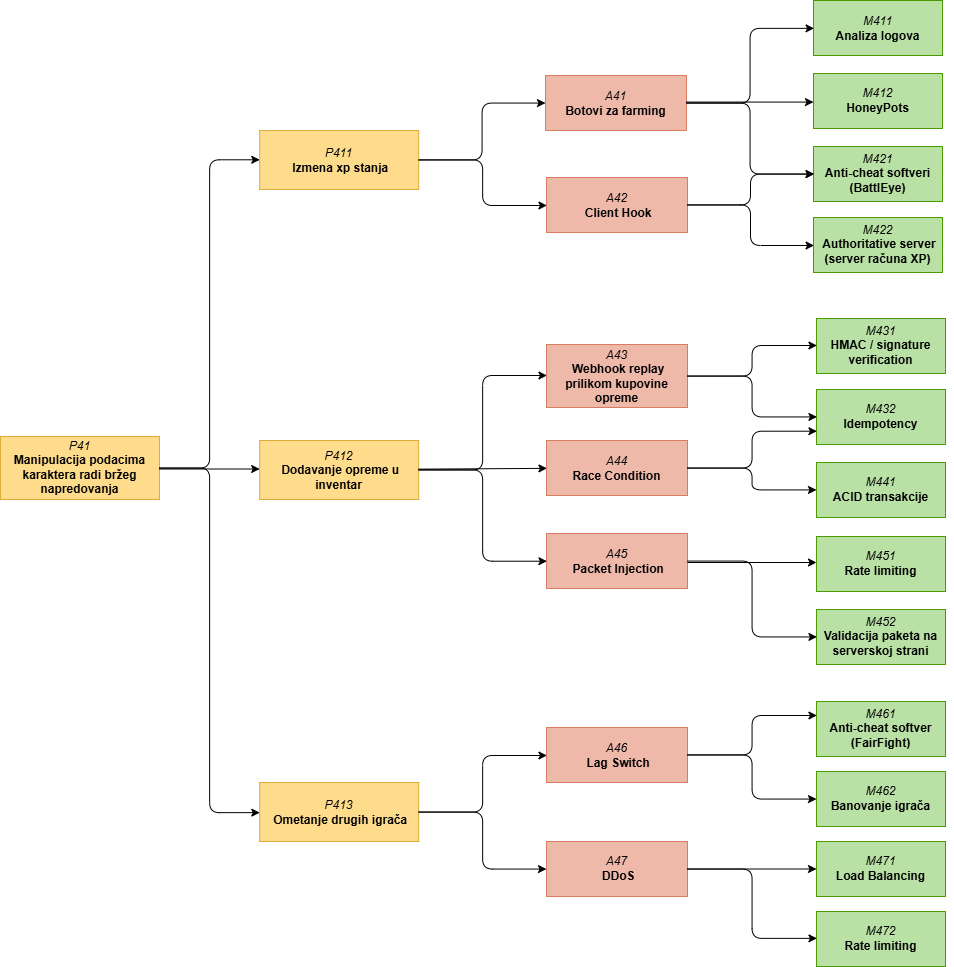 P41
Manipulacija podacima
karaktera radi bržeg
napredovanja
P411
Izmena xp stanja
P412
Dodavanje opreme u
inventar
P413
Ometanje drugih igrača
A41
Botovi za farming
A42
Client Hook
A43
Webhook replay
prilikom kupovine
opreme
A44
Race Condition
A45
Packet Injection
A46
Lag Switch
A47
DDoS
M411
Analiza logova
M412
HoneyPots
M421
Anti-cheat softveri
(BattlEye)
M422
Authoritative server
(server računa XP)
M431
HMAC / signature
verification
M432
Idempotency
M441
ACID transakcije
M451
Rate limiting
M452
Validacija paketa na
serverskoj strani
M461
Anti-cheat softver
(FairFight)
M462
Banovanje igrača
M471
Load Balancing
M472
Rate limiting